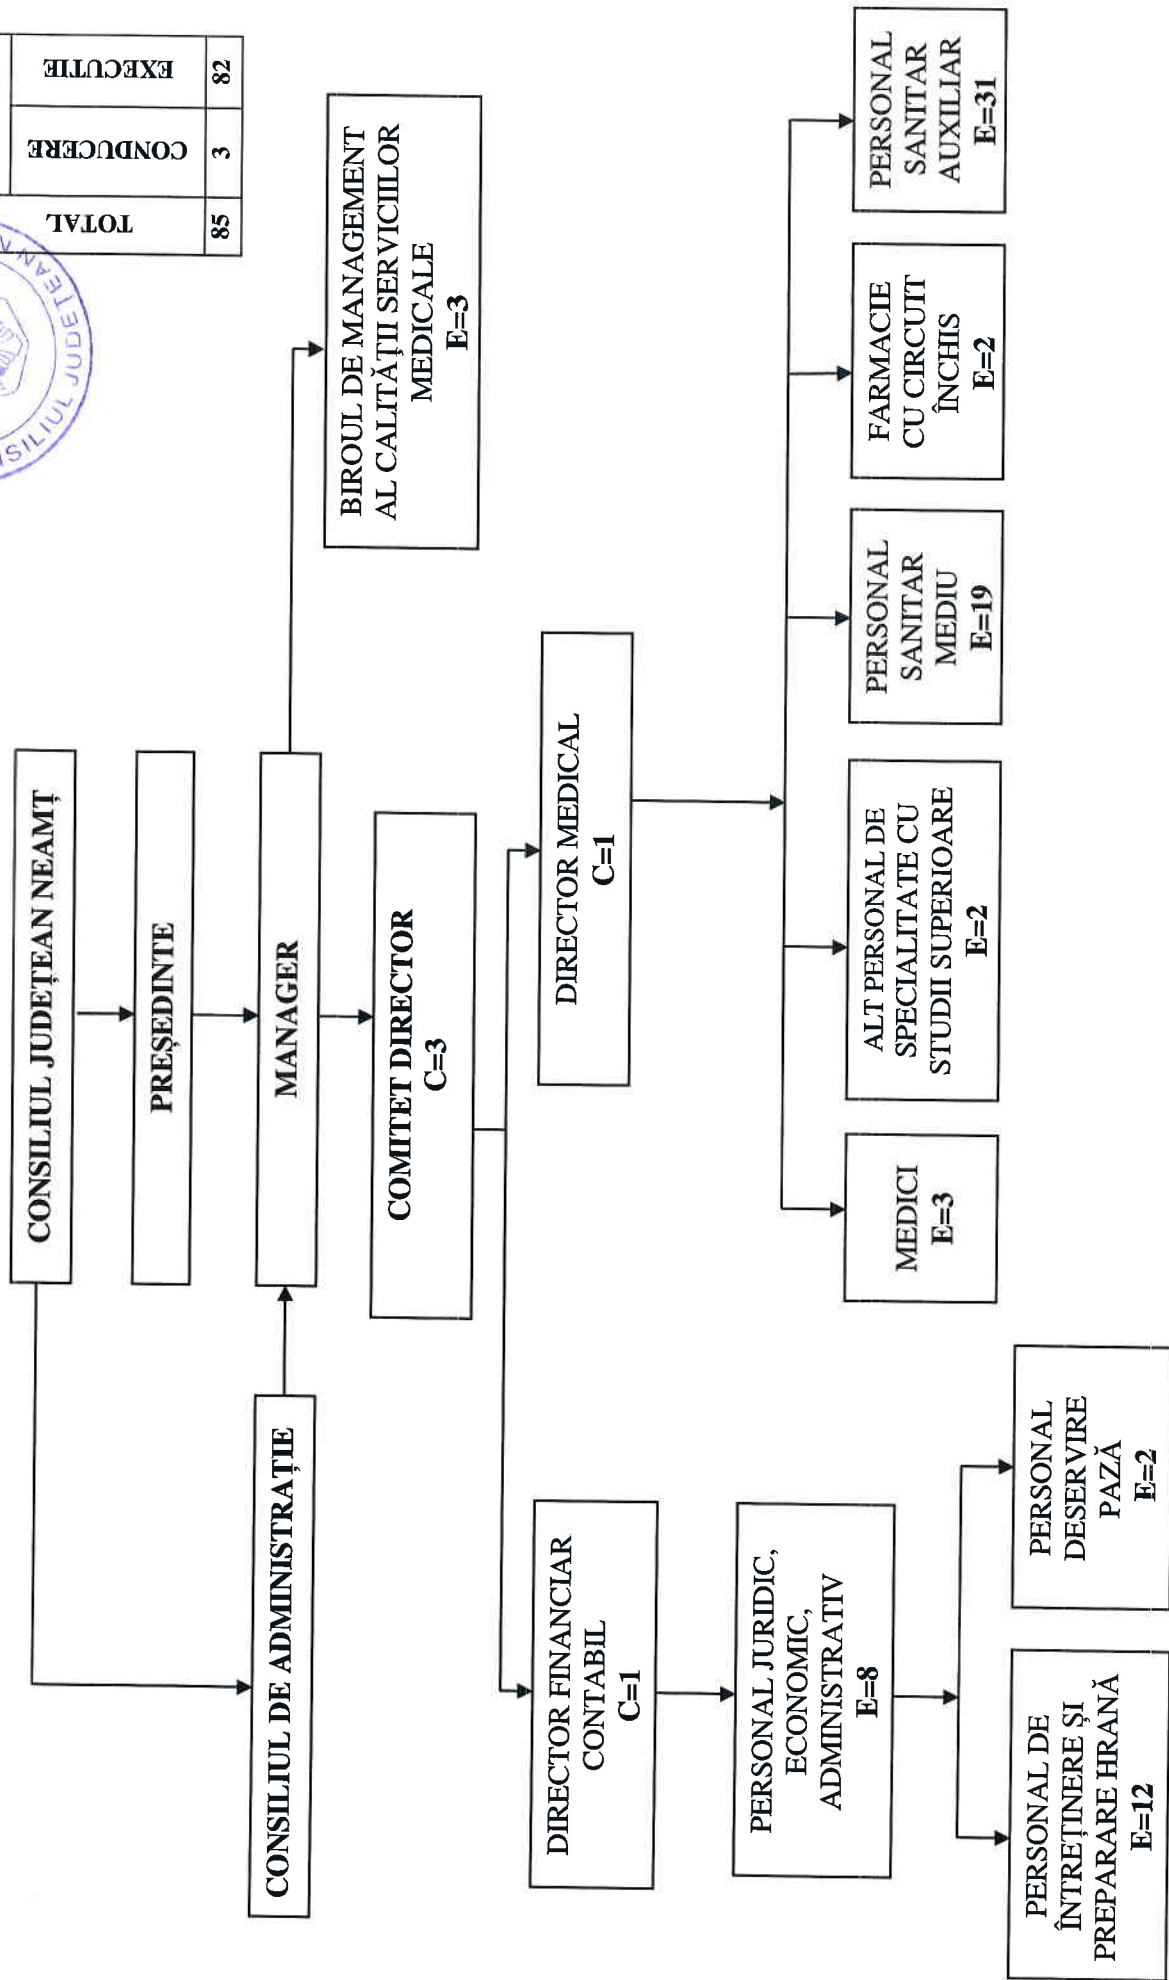 EXECUTIE
CONDUCERE
TOTAL
82
3
85
CONSILIUL JUDEȚEAN
CONSILIUL JUDEȚEAN NEAMȚ
PREȘEDINTE
CONSILIUL DE ADMINISTRAȚIE
MANAGER
BIROUL DE MANAGEMENT
AL CALITĂȚII SERVICIILOR
MEDICALE
E=3
COMITET DIRECTOR
C=3
DIRECTOR FINANCIAR
CONTABIL
C=1
DIRECTOR MEDICAL
C=1
PERSONAL JURIDIC,
ECONOMIC,
ADMINISTRATIV
E=8
MEDICI
E=3
ALT PERSONAL DE
SPECIALITATE CU
STUDII SUPERIOARE
E=2
PERSONAL
SANITAR
MEDIU
E=19
FARMACIE
CU CIRCUIT
ÎNCHIS
E=2
PERSONAL
SANITAR
AUXILIAR
E=31
PERSONAL DE
ÎNTREȚINERE ȘI
PREPARARE HRANĂ
E=12
PERSONAL
DESERVIRE
PAZĂ
E=2